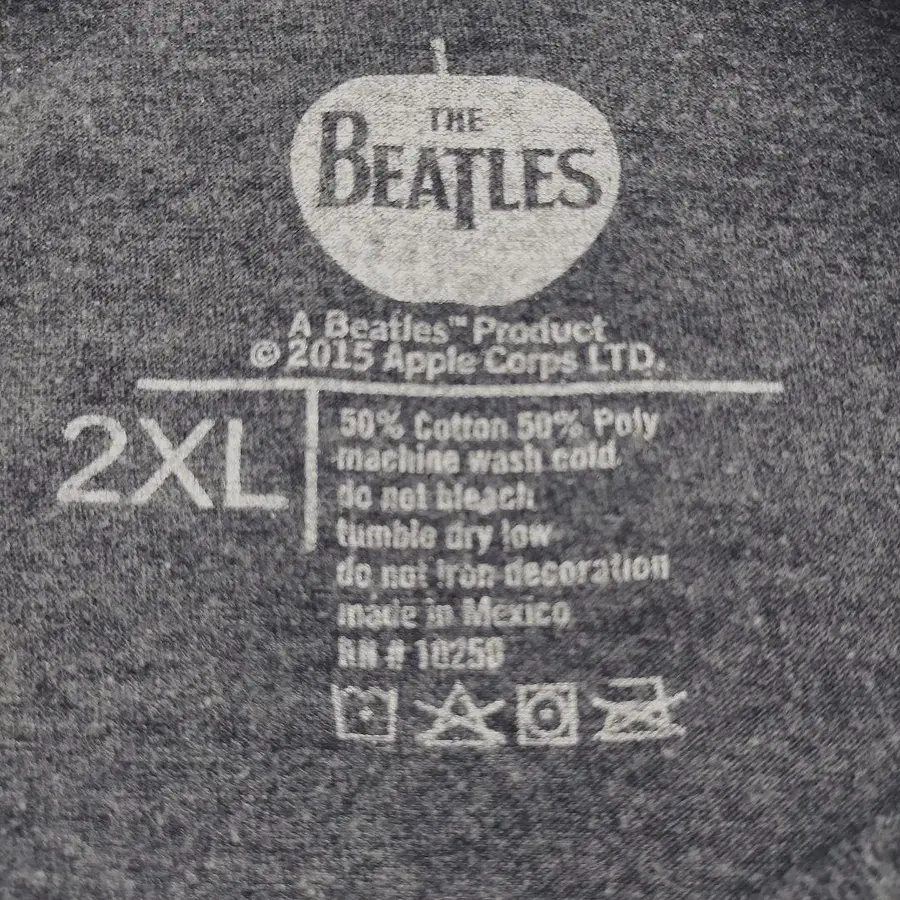 THE
BEATLES
A Beatles™ Product
© 2015 Apple Corps LTD.
2XL
50% Cotton 50% Poly
machine wash cold
do not bleach
tumble dry low
do not iron decoration
made in Mexico
RN # 10250